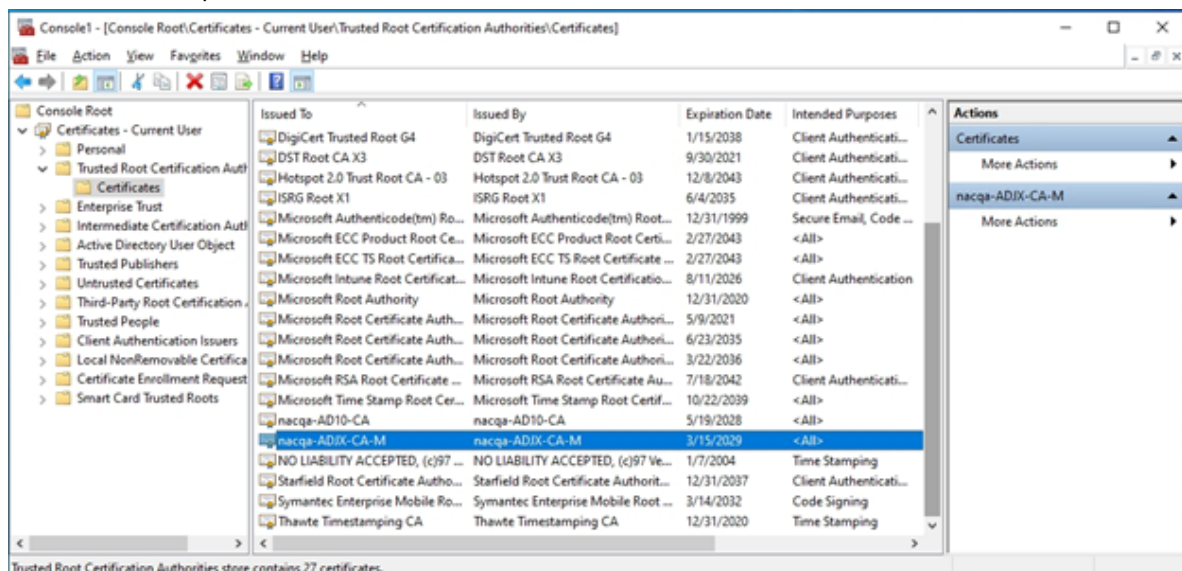 Console1 - [Console Root\Certificates - Current User\Trusted Root Certification Authorities\Certificates]
File Action View Favorites Window Help
Console Root
Certificates - Current User
Personal
Trusted Root Certification Auth
Certificates
Enterprise Trust
Intermediate Certification Auth
Active Directory User Object
Trusted Publishers
Untrusted Certificates
Third-Party Root Certification
Trusted People
Client Authentication Issuers
Local NonRemovable Certifica
Certificate Enrollment Request
Smart Card Trusted Roots
Issued To Issued By Expiration Date Intended Purposes
DigiCert Trusted Root G4 DigiCert Trusted Root G4 1/15/2038 Client Authenticati...
DST Root CA X3 DST Root CA X3 9/30/2021 Client Authenticati...
Hotspot 2.0 Trust Root CA - 03 Hotspot 2.0 Trust Root CA - 03 12/8/2043 Client Authenticati...
ISRG Root X1 ISRG Root X1 6/4/2035 Client Authenticati...
Microsoft Authenticode(tm) Ro... Microsoft Authenticode(tm) Root... 12/31/1999 Secure Email, Code ...
Microsoft ECC Product Root Ce... Microsoft ECC Product Root Certi... 2/27/2043 <All>
Microsoft ECC TS Root Certifica... Microsoft ECC TS Root Certificate ... 2/27/2043 <All>
Microsoft Intune Root Certificat... Microsoft Intune Root Certificatio... 8/11/2026 Client Authentication
Microsoft Root Authority Microsoft Root Authority 12/31/2020 <All>
Microsoft Root Certificate Auth... Microsoft Root Certificate Authori... 5/9/2021 <All>
Microsoft Root Certificate Auth... Microsoft Root Certificate Authori... 6/23/2035 <All>
Microsoft Root Certificate Auth... Microsoft Root Certificate Authori... 3/22/2036 <All>
Microsoft RSA Root Certificate ... Microsoft RSA Root Certificate Au... 7/18/2042 Client Authenticati...
Microsoft Time Stamp Root Cer... Microsoft Time Stamp Root Certif... 10/22/2039 <All>
nacqa-AD10-CA nacqa-AD10-CA 5/19/2028 <All>
nacqa-ADJX-CA-M nacqa-ADJX-CA-M 3/15/2029 <All>
NO LIABILITY ACCEPTED, (c)97 ... NO LIABILITY ACCEPTED, (c)97 Ve... 1/7/2004 Time Stamping
Starfield Root Certificate Autho... Starfield Root Certificate Authorit... 12/31/2037 Client Authenticati...
Symantec Enterprise Mobile Ro... Symantec Enterprise Mobile Root ... 3/14/2032 Code Signing
Thawte Timestamping CA Thawte Timestamping CA 12/31/2020 Time Stamping
Actions
Certificates
More Actions
nacqa-ADJX-CA-M
More Actions
Trusted Root Certification Authorities store contains 27 certificates.